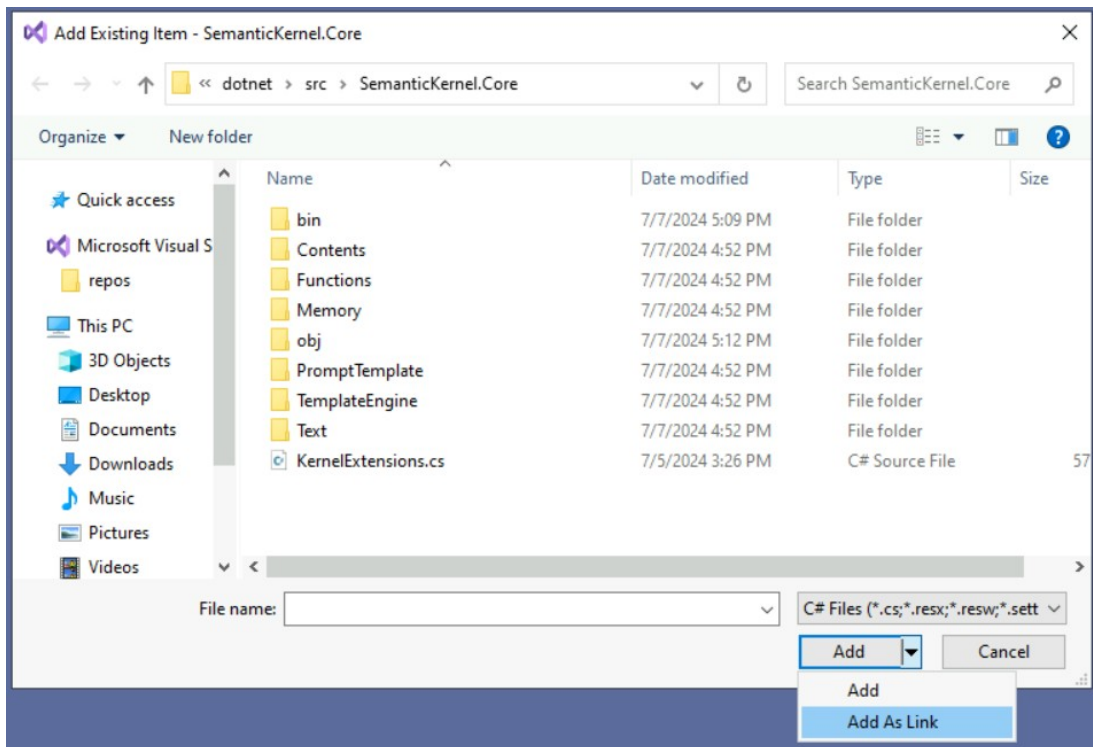 Add Existing Item - SemanticKernel.Core
« dotnet › src › SemanticKernel.Core
Search SemanticKernel.Core
Organize
New folder
Name Date modified Type Size
Quick access
Microsoft Visual S
repos
This PC
3D Objects
Desktop
Documents
Downloads
Music
Pictures
Videos
bin 7/7/2024 5:09 PM File folder
Contents 7/7/2024 4:52 PM File folder
Functions 7/7/2024 4:52 PM File folder
Memory 7/7/2024 4:52 PM File folder
obj 7/7/2024 5:12 PM File folder
PromptTemplate 7/7/2024 4:52 PM File folder
TemplateEngine 7/7/2024 4:52 PM File folder
Text 7/7/2024 4:52 PM File folder
KernelExtensions.cs 7/5/2024 3:26 PM C# Source File 57
File name:
C# Files (*.cs;*.resx;*.resw;*.sett
Add
Cancel
Add
Add As Link